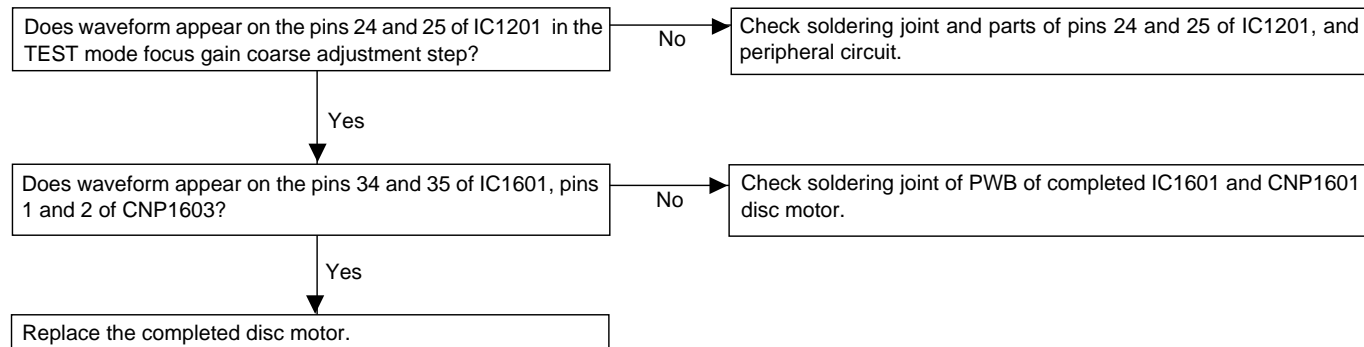 Does waveform appear on the pins 24 and 25 of IC1201 in the
TEST mode focus gain coarse adjustment step?
No
Check soldering joint and parts of pins 24 and 25 of IC1201, and
peripheral circuit.
Yes
Does waveform appear on the pins 34 and 35 of IC1601, pins
1 and 2 of CNP1603?
No
Check soldering joint of PWB of completed IC1601 and CNP1601
disc motor.
Yes
Replace the completed disc motor.